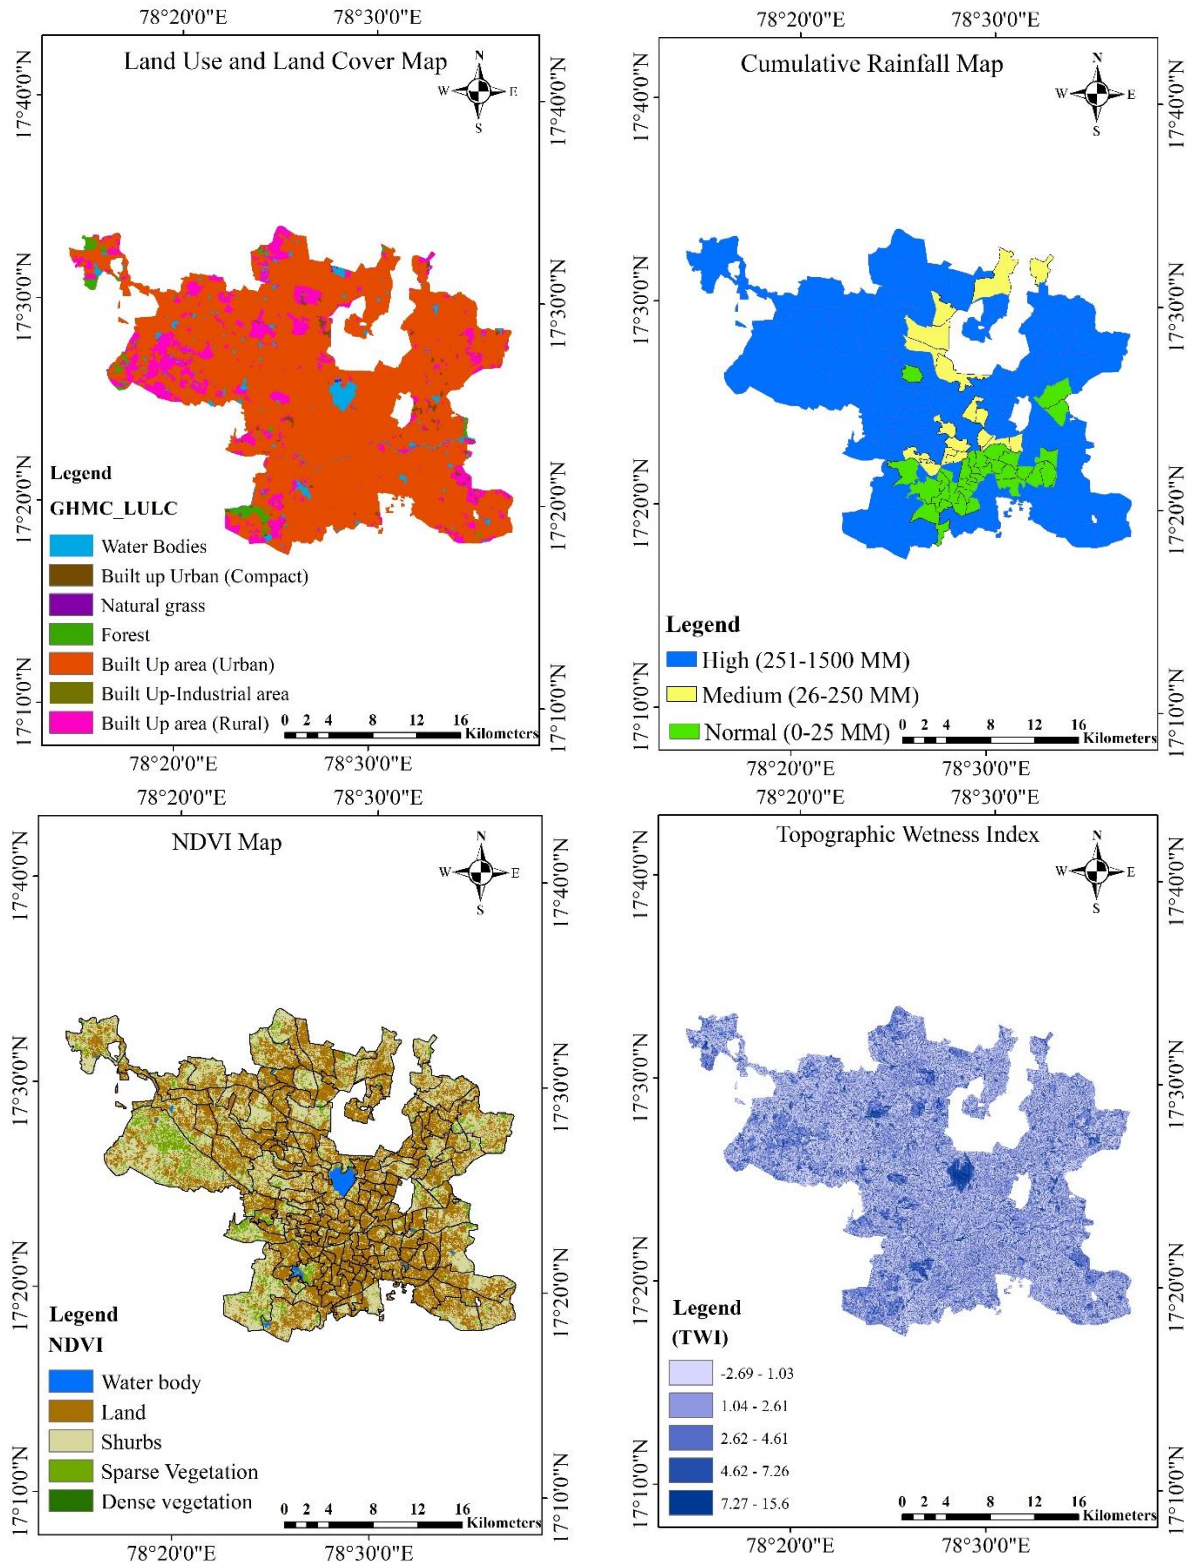 78°20'0"E 78°30'0"E
Land Use and Land Cover Map
N
W E
S
17°40'0"N 17°40'0"N
17°30'0"N 17°30'0"N
17°20'0"N 17°20'0"N
17°10'0"N 17°10'0"N
Legend
GHMC_LULC
Water Bodies
Built up Urban (Compact)
Natural grass
Forest
Built Up area (Urban)
Built Up-Industrial area
Built Up area (Rural)
0 2 4 8 12 16
Kilometers
78°20'0"E 78°30'0"E
78°20'0"E 78°30'0"E
Cumulative Rainfall Map
N
W E
S
17°40'0"N 17°40'0"N
17°30'0"N 17°30'0"N
17°20'0"N 17°20'0"N
17°10'0"N 17°10'0"N
Legend
High (251-1500 MM)
Medium (26-250 MM)
Normal (0-25 MM)
0 2 4 8 12 16
Kilometers
78°20'0"E 78°30'0"E
78°20'0"E 78°30'0"E
NDVI Map
N
W E
S
17°40'0"N 17°40'0"N
17°30'0"N 17°30'0"N
17°20'0"N 17°20'0"N
17°10'0"N 17°10'0"N
Legend
NDVI
Water body
Land
Shurbs
Sparse Vegetation
Dense vegetation
0 2 4 8 12 16
Kilometers
78°20'0"E 78°30'0"E
78°20'0"E 78°30'0"E
Topographic Wetness Index
N
W E
S
17°40'0"N 17°40'0"N
17°30'0"N 17°30'0"N
17°20'0"N 17°20'0"N
17°10'0"N 17°10'0"N
Legend
(TWI)
-2.69 - 1.03
1.04 - 2.61
2.62 - 4.61
4.62 - 7.26
7.27 - 15.6
0 2 4 8 12 16
Kilometers
78°20'0"E 78°30'0"E